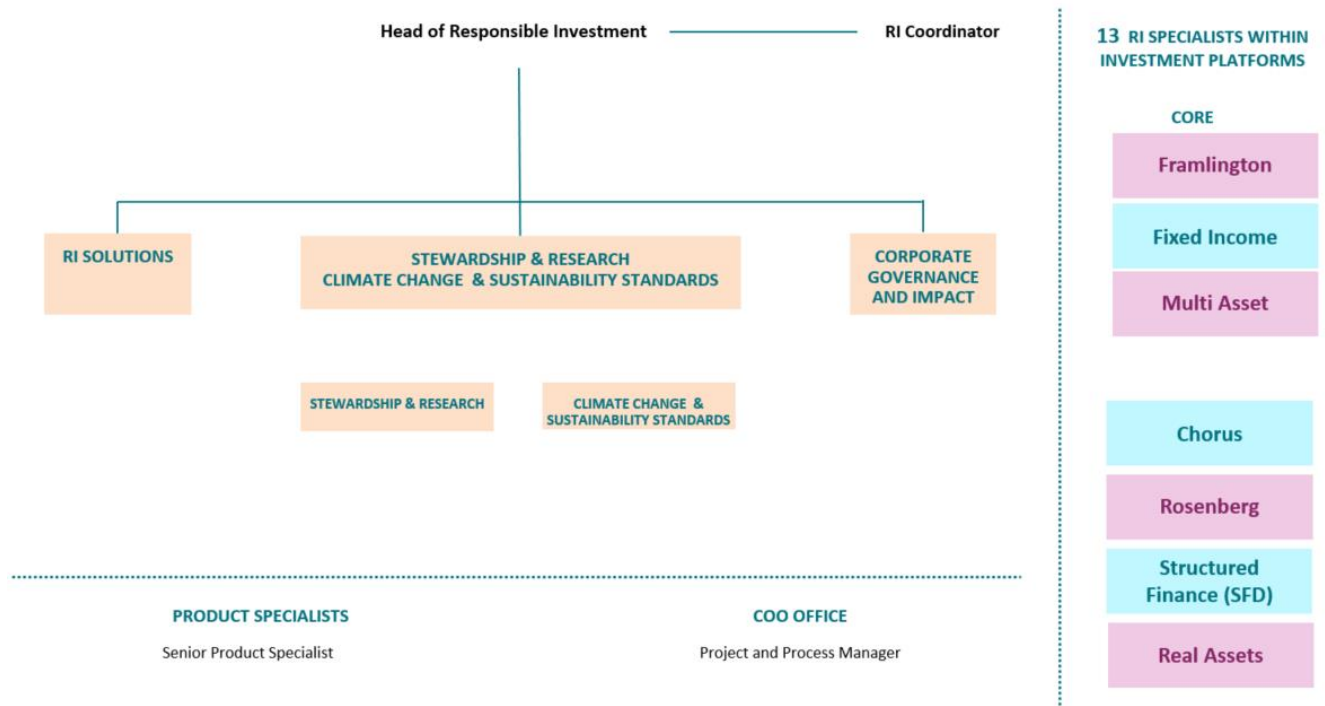 Head of Responsible Investment
RI Coordinator
RI SOLUTIONS
STEWARDSHIP & RESEARCH
CLIMATE CHANGE & SUSTAINABILITY STANDARDS
CORPORATE
GOVERNANCE
AND IMPACT
STEWARDSHIP & RESEARCH
CLIMATE CHANGE &
SUSTAINABILITY STANDARDS
PRODUCT SPECIALISTS
Senior Product Specialist
COO OFFICE
Project and Process Manager
13 RI SPECIALISTS WITHIN
INVESTMENT PLATFORMS
CORE
Framlington
Fixed Income
Multi Asset
Chorus
Rosenberg
Structured
Finance (SFD)
Real Assets